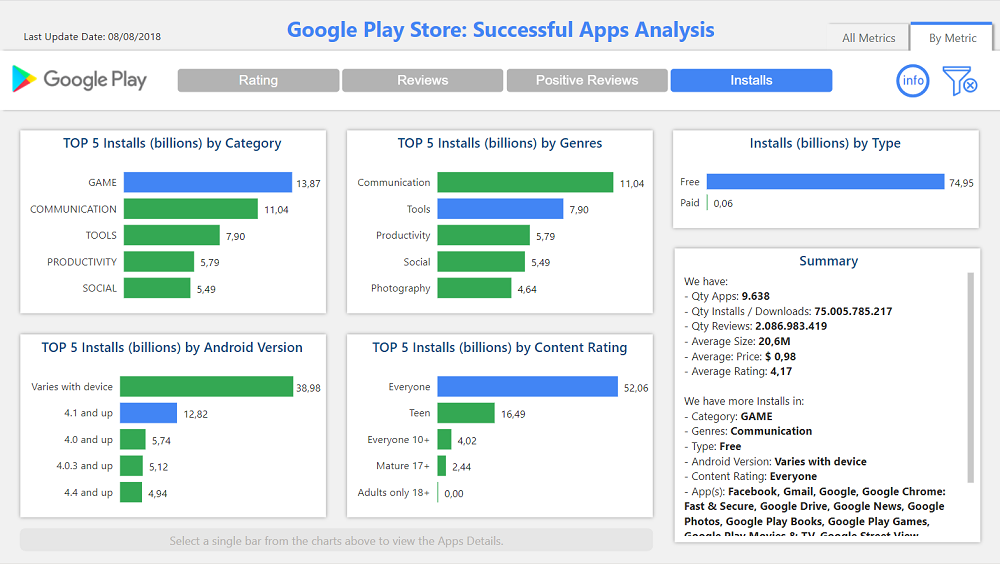 Google Play Store: Successful Apps Analysis
Last Update Date: 08/08/2018
All Metrics
By Metric
Google Play
Rating
Reviews
Positive Reviews
Installs
info
TOP 5 Installs (billions) by Category
GAME 13,87
COMMUNICATION 11,04
TOOLS 7,90
PRODUCTIVITY 5,79
SOCIAL 5,49
TOP 5 Installs (billions) by Genres
Communication 11,04
Tools 7,90
Productivity 5,79
Social 5,49
Photography 4,64
Installs (billions) by Type
Free 74,95
Paid 0,06
TOP 5 Installs (billions) by Android Version
Varies with device 38,98
4.1 and up 12,82
4.0 and up 5,74
4.0.3 and up 5,12
4.4 and up 4,94
TOP 5 Installs (billions) by Content Rating
Everyone 52,06
Teen 16,49
Everyone 10+ 4,02
Mature 17+ 2,44
Adults only 18+ 0,00
Summary
We have:
- Qty Apps: 9.638
- Qty Installs / Downloads: 75.005.785.217
- Qty Reviews: 2.086.983.419
- Average Size: 20,6M
- Average: Price: $ 0,98
- Average Rating: 4,17
We have more Installs in:
- Category: GAME
- Genres: Communication
- Type: Free
- Android Version: Varies with device
- Content Rating: Everyone
- App(s): Facebook, Gmail, Google, Google Chrome:
Fast & Secure, Google Drive, Google News, Google
Photos, Google Play Books, Google Play Games,
Google Play Movies & TV, Google Street View
Select a single bar from the charts above to view the Apps Details.